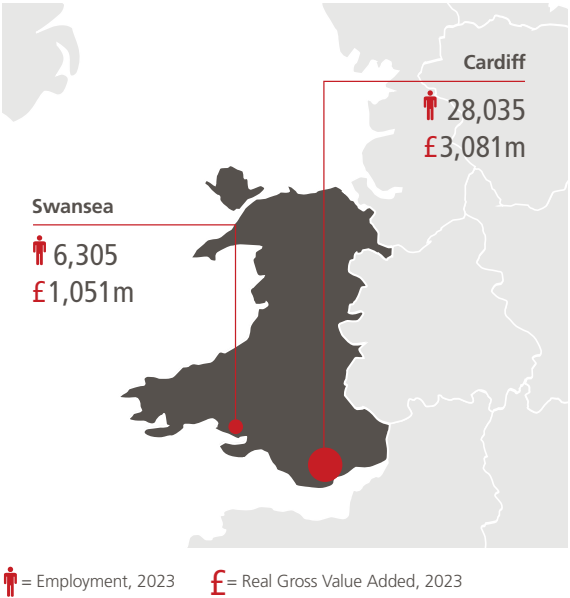 Cardiff
28,035
£3,081m
Swansea
6,305
£1,051m
= Employment, 2023
£ = Real Gross Value Added, 2023